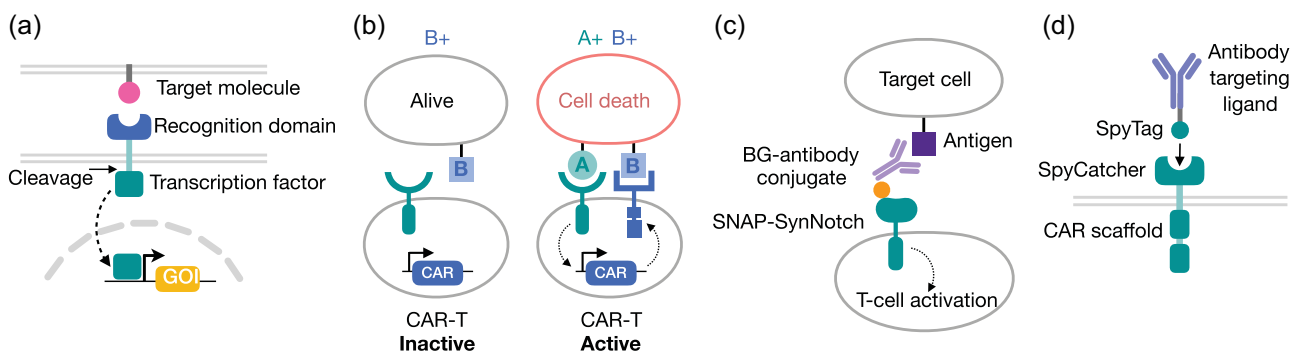 (a)
Target molecule
Recognition domain
Cleavage
Transcription factor
GOI
(b)
B+
Alive
B
CAR
CAR-T
Inactive
A+ B+
Cell death
A
B
CAR
CAR-T
Active
(c)
Target cell
Antigen
BG-antibody
conjugate
SNAP-SynNotch
T-cell activation
(d)
Antibody
targeting
ligand
SpyTag
SpyCatcher
CAR scaffold